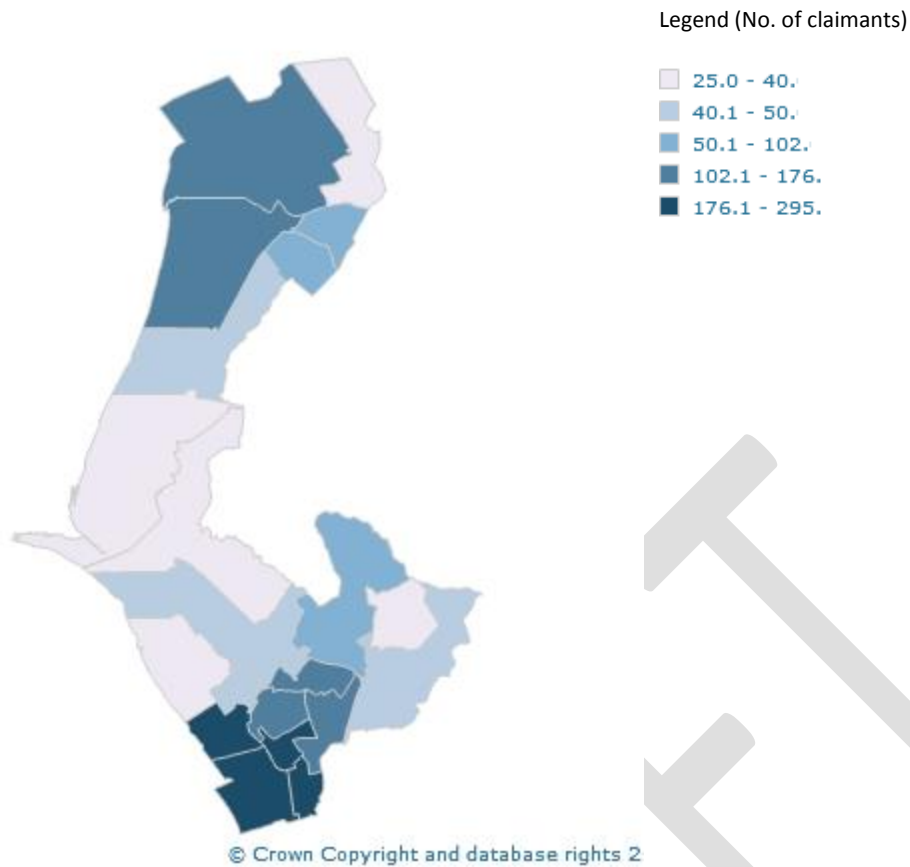 Legend (No. of claimants)
25.0 - 40.
40.1 - 50.
50.1 - 102.
102.1 - 176.
176.1 - 295.
© Crown Copyright and database rights 2